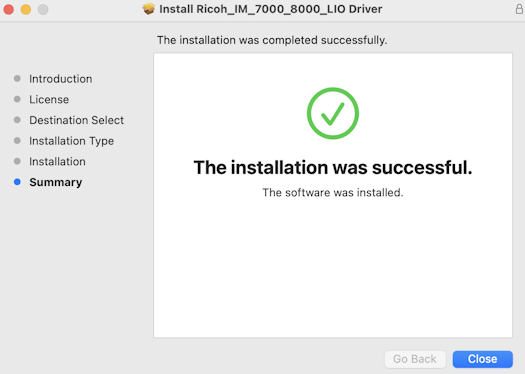 Install Ricoh_IM_7000_8000_LIO Driver
The installation was completed successfully.
Introduction
License
Destination Select
Installation Type
Installation
Summary
The installation was successful.
The software was installed.
Go Back
Close